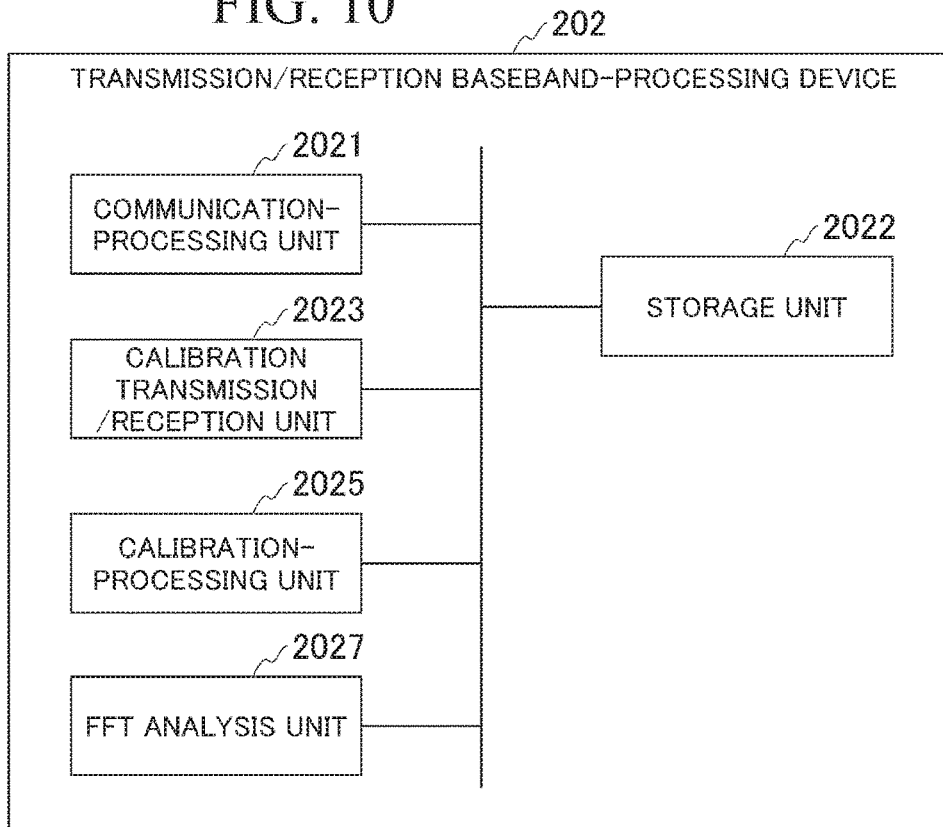 FIG. 10
202
TRANSMISSION/RECEPTION BASEBAND-PROCESSING DEVICE
2021
COMMUNICATION-
PROCESSING UNIT
2022
STORAGE UNIT
2023
CALIBRATION
TRANSMISSION
/RECEPTION UNIT
2025
CALIBRATION-
PROCESSING UNIT
2027
FFT ANALYSIS UNIT